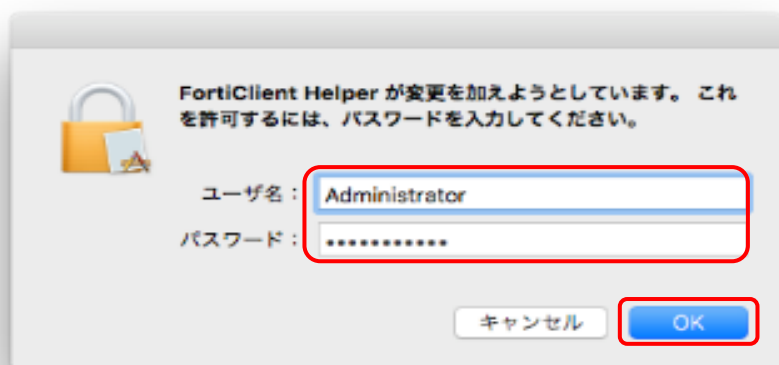 FortiClient Helper が変更を加えようとしています。 これ
を許可するには、パスワードを入力してください。
ユーザ名： Administrator
パスワード： •••••••••••
キャンセル OK